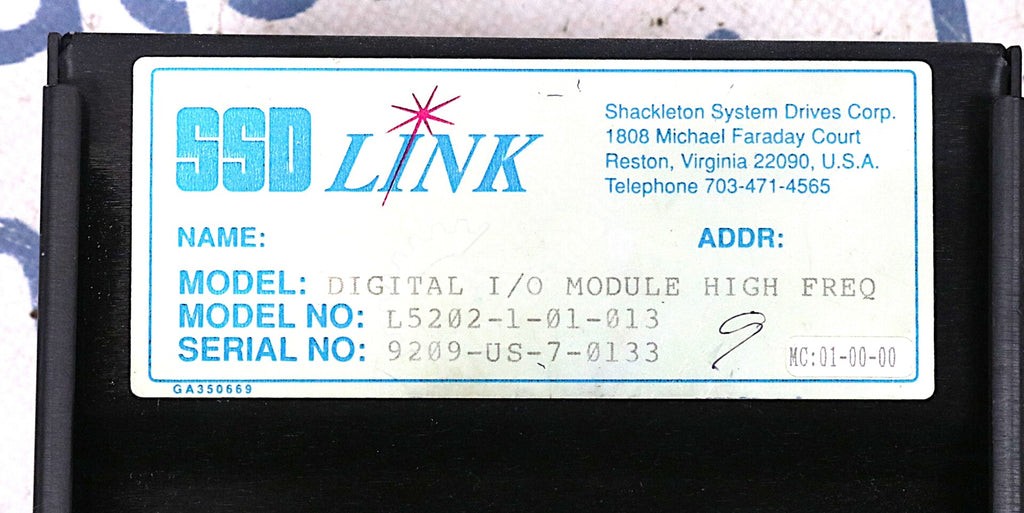 SSD LINK
Shackleton System Drives Corp.
1808 Michael Faraday Court
Reston, Virginia 22090, U.S.A.
Telephone 703-471-4565
NAME: ADDR:
MODEL: DIGITAL I/O MODULE HIGH FREQ
MODEL NO: L5202-1-01-013
SERIAL NO: 9209-US-7-0133
9
MC:01-00-00
GA350669